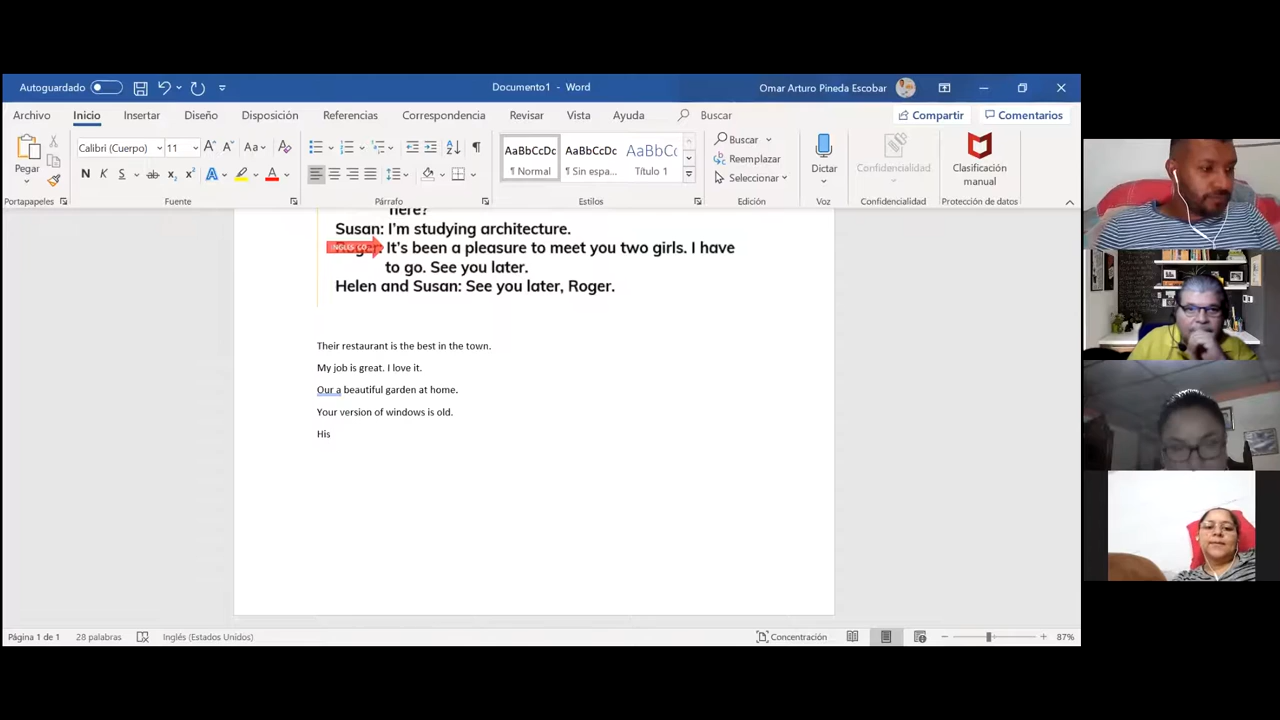 Autoguardado
Documento1 - Word
Omar Arturo Pineda Escobar
Archivo Inicio Insertar Diseño Disposición Referencias Correspondencia Revisar Vista Ayuda Buscar Compartir Comentarios
Pegar
Calibri (Cuerpo) 11
N K S
AaBbCcDc AaBbCcDc AaBbCc
¶ Normal ¶ Sin espa... Título 1
Buscar
Reemplazar
Seleccionar
Dictar
Confidencialidad
Clasificación manual
Portapapeles Fuente Párrafo Estilos Edición Voz Confidencialidad Protección de datos
here?
Susan: I'm studying architecture.
It's been a pleasure to meet you two girls. I have
to go. See you later.
Helen and Susan: See you later, Roger.
Their restaurant is the best in the town.
My job is great. I love it.
Our a beautiful garden at home.
Your version of windows is old.
His
Página 1 de 1 28 palabras Inglés (Estados Unidos) Concentración 87%